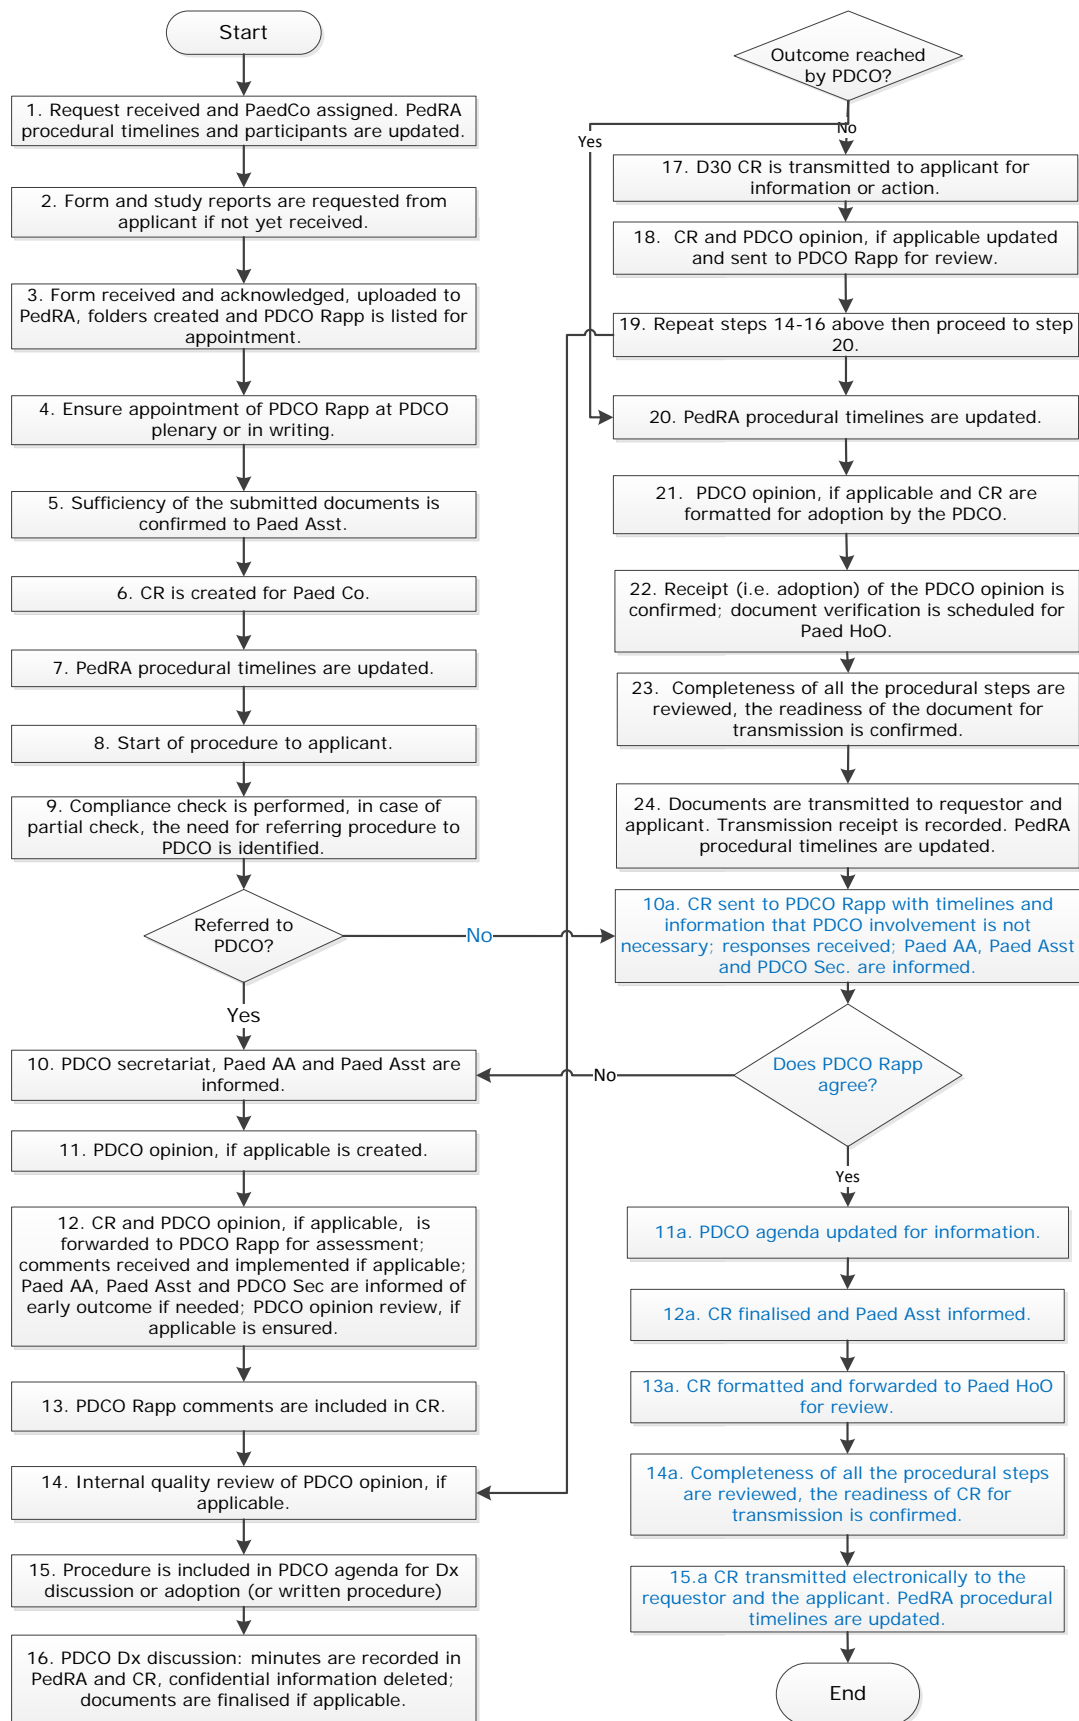 Start
1. Request received and PaedCo assigned. PedRA
procedural timelines and participants are updated.
2. Form and study reports are requested from
applicant if not yet received.
3. Form received and acknowledged, uploaded to
PedRA, folders created and PDCO Rapp is listed for
appointment.
4. Ensure appointment of PDCO Rapp at PDCO
plenary or in writing.
5. Sufficiency of the submitted documents is
confirmed to Paed Asst.
6. CR is created for Paed Co.
7. PedRA procedural timelines are updated.
8. Start of procedure to applicant.
9. Compliance check is performed, in case of
partial check, the need for referring procedure to
PDCO is identified.
Referred to
PDCO?
No
Yes
10. PDCO secretariat, Paed AA and Paed Asst are
informed.
11. PDCO opinion, if applicable is created.
12. CR and PDCO opinion, if applicable, is
forwarded to PDCO Rapp for assessment;
comments received and implemented if applicable;
Paed AA, Paed Asst and PDCO Sec are informed of
early outcome if needed; PDCO opinion review, if
applicable is ensured.
13. PDCO Rapp comments are included in CR.
14. Internal quality review of PDCO opinion, if
applicable.
15. Procedure is included in PDCO agenda for Dx
discussion or adoption (or written procedure)
16. PDCO Dx discussion: minutes are recorded in
PedRA and CR, confidential information deleted;
documents are finalised if applicable.
Outcome reached
by PDCO?
No
Yes
17. D30 CR is transmitted to applicant for
information or action.
18. CR and PDCO opinion, if applicable updated
and sent to PDCO Rapp for review.
19. Repeat steps 14-16 above then proceed to step
20.
20. PedRA procedural timelines are updated.
21. PDCO opinion, if applicable and CR are
formatted for adoption by the PDCO.
22. Receipt (i.e. adoption) of the PDCO opinion is
confirmed; document verification is scheduled for
Paed HoO.
23. Completeness of all the procedural steps are
reviewed, the readiness of the document for
transmission is confirmed.
24. Documents are transmitted to requestor and
applicant. Transmission receipt is recorded. PedRA
procedural timelines are updated.
10a. CR sent to PDCO Rapp with timelines and
information that PDCO involvement is not
necessary; responses received; Paed AA, Paed Asst
and PDCO Sec. are informed.
Does PDCO Rapp
agree?
No
Yes
11a. PDCO agenda updated for information.
12a. CR finalised and Paed Asst informed.
13a. CR formatted and forwarded to Paed HoO
for review.
14a. Completeness of all the procedural steps
are reviewed, the readiness of CR for
transmission is confirmed.
15.a CR transmitted electronically to the
requestor and the applicant. PedRA procedural
timelines are updated.
End